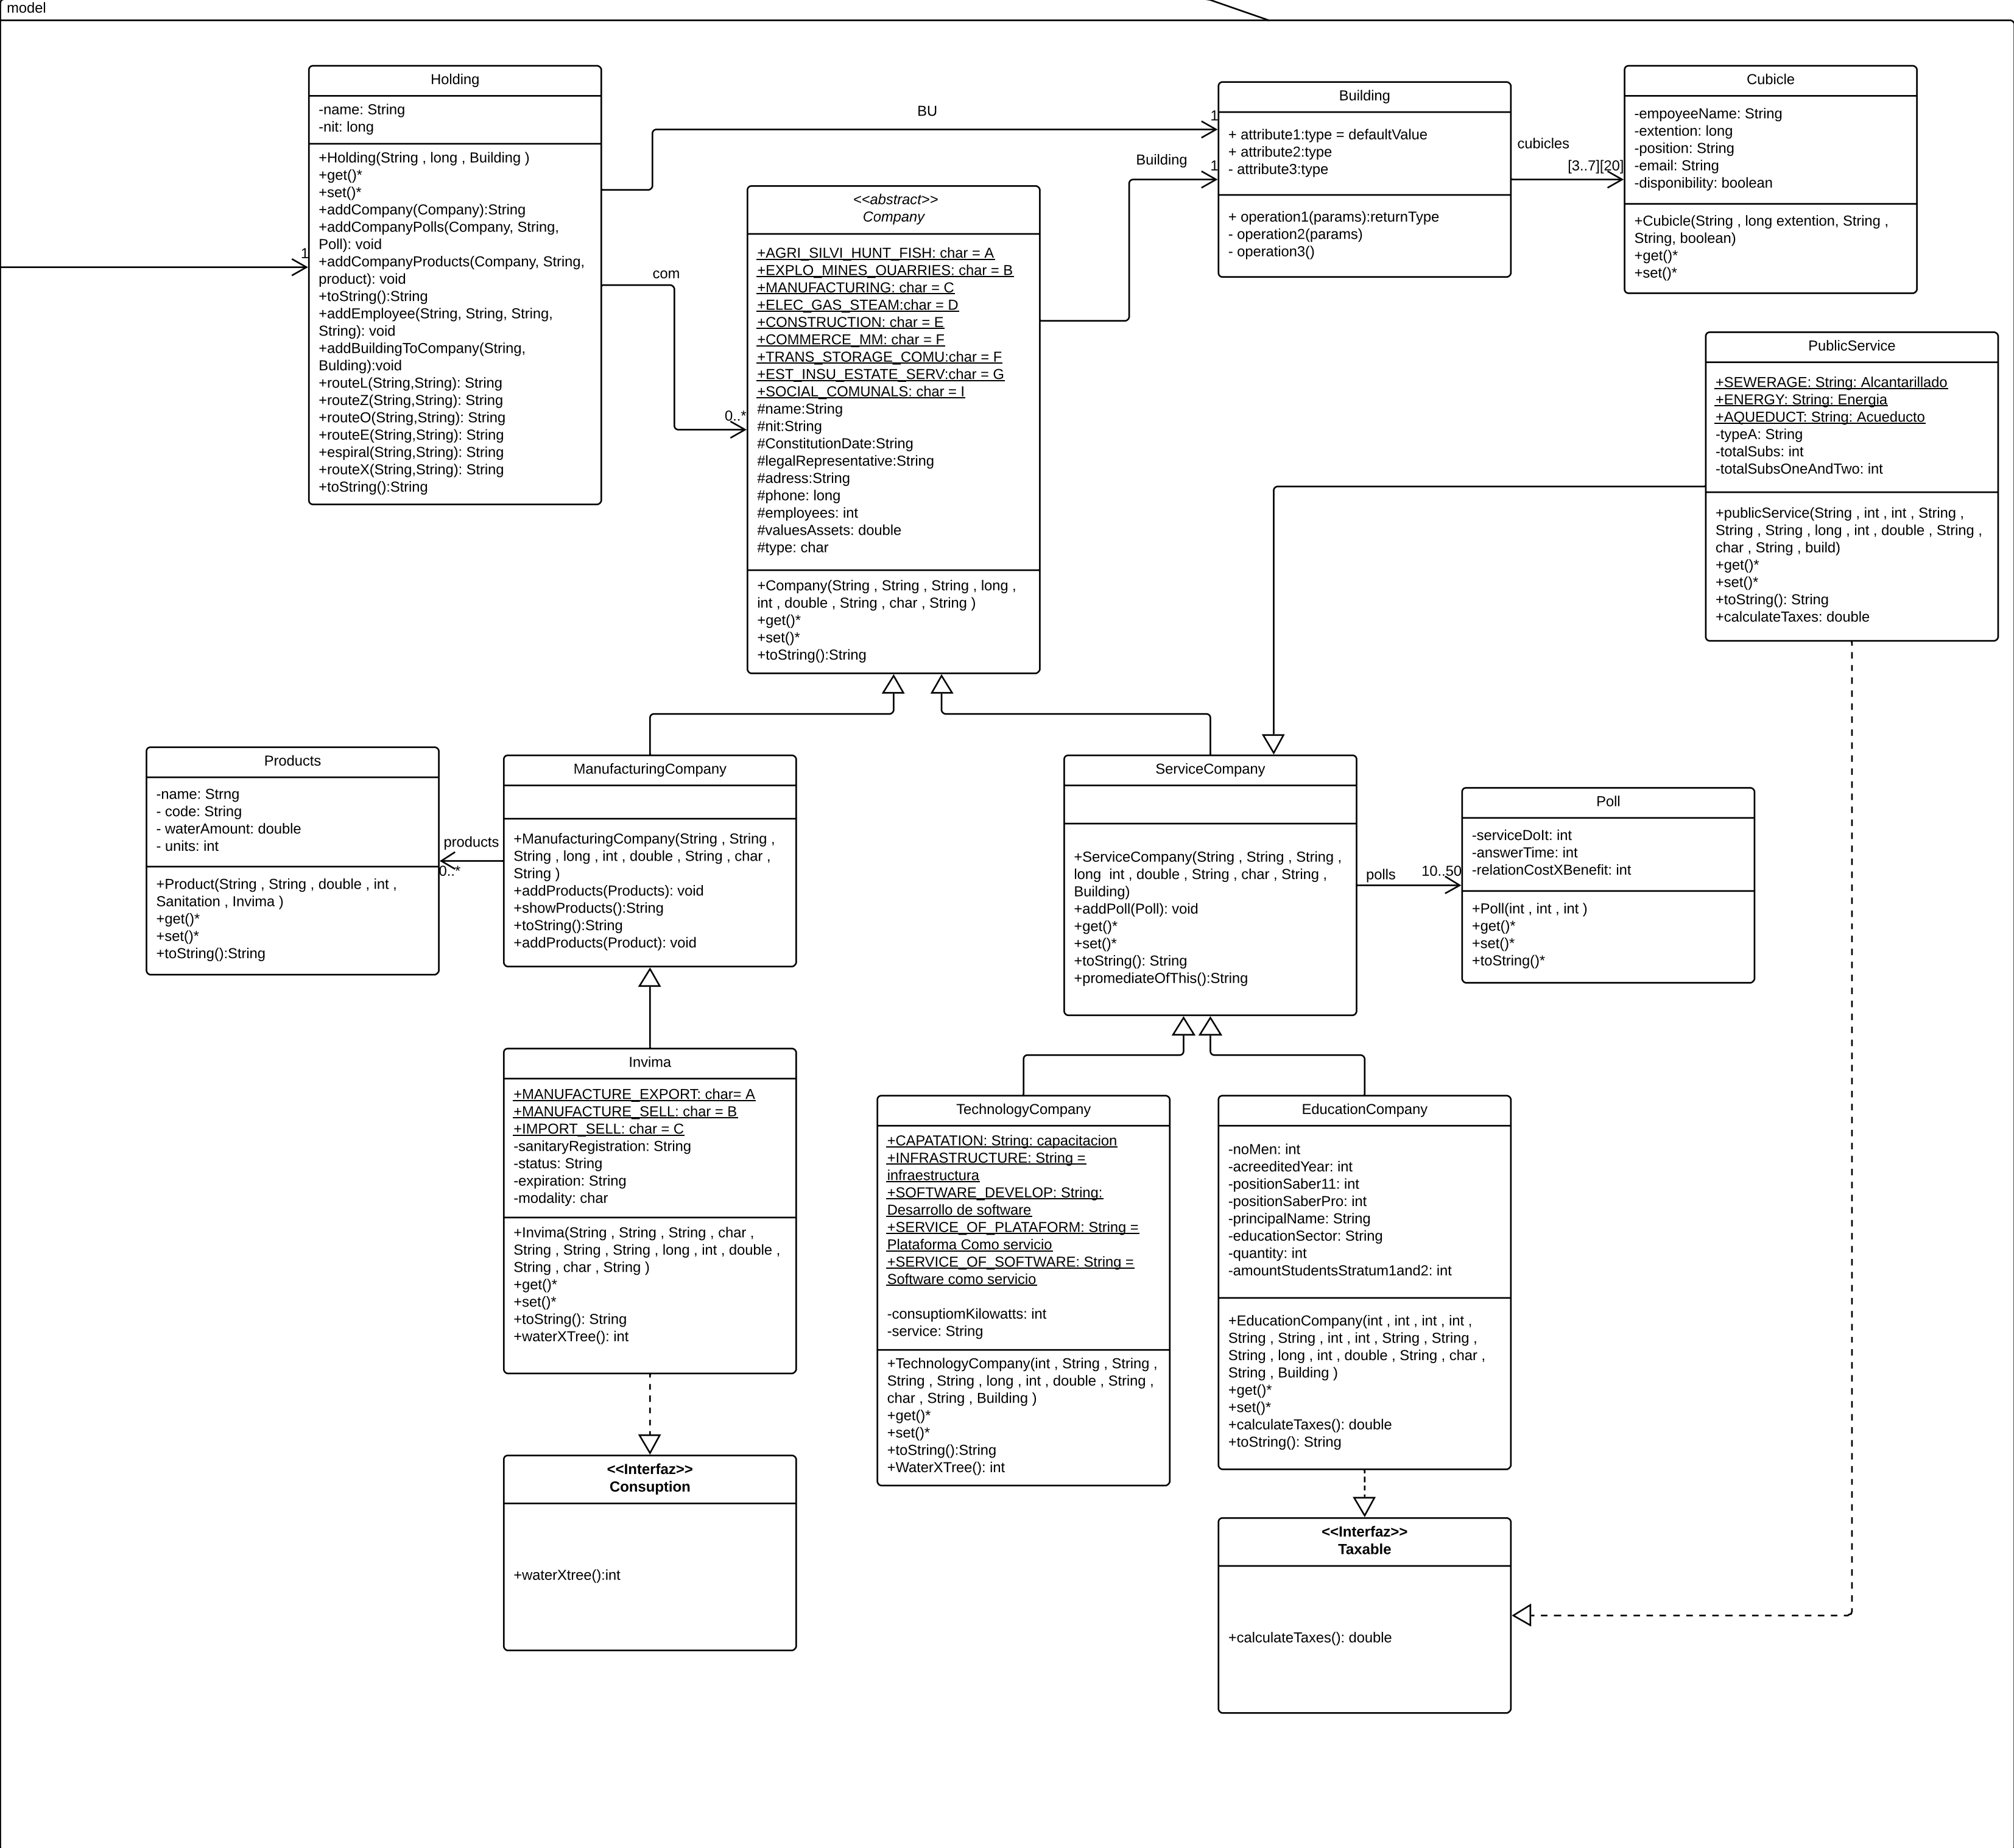 model
Holding
-name: String
-nit: long
+Holding(String , long , Building )
+get()*
+set()*
+addCompany(Company):String
+addCompanyPolls(Company, String,
Poll): void
+addCompanyProducts(Company, String,
product): void
+toString():String
+addEmployee(String, String, String,
String): void
+addBuildingToCompany(String,
Bulding):void
+routeL(String,String): String
+routeZ(String,String): String
+routeO(String,String): String
+routeE(String,String): String
+espiral(String,String): String
+routeX(String,String): String
+toString():String
1
BU
1
com
0..*
<<abstract>>
Company
+AGRI_SILVI_HUNT_FISH: char = A
+EXPLO_MINES_OUARRIES: char = B
+MANUFACTURING: char = C
+ELEC_GAS_STEAM:char = D
+CONSTRUCTION: char = E
+COMMERCE_MM: char = F
+TRANS_STORAGE_COMU:char = F
+EST_INSU_ESTATE_SERV:char = G
+SOCIAL_COMUNALS: char = I
#name:String
#nit:String
#ConstitutionDate:String
#legalRepresentative:String
#adress:String
#phone: long
#employees: int
#valuesAssets: double
#type: char
+Company(String , String , String , long ,
int , double , String , char , String )
+get()*
+set()*
+toString():String
Building
1
Building
+ attribute1:type = defaultValue
+ attribute2:type
- attribute3:type
+ operation1(params):returnType
- operation2(params)
- operation3()
cubicles
[3..7][20]
Cubicle
-empoyeeName: String
-extention: long
-position: String
-email: String
-disponibility: boolean
+Cubicle(String , long extention, String ,
String, boolean)
+get()*
+set()*
PublicService
+SEWERAGE: String: Alcantarillado
+ENERGY: String: Energia
+AQUEDUCT: String: Acueducto
-typeA: String
-totalSubs: int
-totalSubsOneAndTwo: int
+publicService(String , int , int , String ,
String , String , long , int , double , String ,
char , String , build)
+get()*
+set()*
+toString(): String
+calculateTaxes: double
Products
-name: Strng
- code: String
- waterAmount: double
- units: int
+Product(String , String , double , int ,
Sanitation , Invima )
+get()*
+set()*
+toString():String
products
0..*
ManufacturingCompany
+ManufacturingCompany(String , String ,
String , long , int , double , String , char ,
String )
+addProducts(Products): void
+showProducts():String
+toString():String
+addProducts(Product): void
ServiceCompany
+ServiceCompany(String , String , String ,
long  int , double , String , char , String ,
Building)
+addPoll(Poll): void
+get()*
+set()*
+toString(): String
+promediateOfThis():String
polls
10..50
Poll
-serviceDoIt: int
-answerTime: int
-relationCostXBenefit: int
+Poll(int , int , int )
+get()*
+set()*
+toString()*
Invima
+MANUFACTURE_EXPORT: char= A
+MANUFACTURE_SELL: char = B
+IMPORT_SELL: char = C
-sanitaryRegistration: String
-status: String
-expiration: String
-modality: char
+Invima(String , String , String , char ,
String , String , String , long , int , double ,
String , char , String )
+get()*
+set()*
+toString(): String
+waterXTree(): int
TechnologyCompany
+CAPATATION: String: capacitacion
+INFRASTRUCTURE: String =
infraestructura
+SOFTWARE_DEVELOP: String:
Desarrollo de software
+SERVICE_OF_PLATAFORM: String =
Plataforma Como servicio
+SERVICE_OF_SOFTWARE: String =
Software como servicio
-consuptiomKilowatts: int
-service: String
+TechnologyCompany(int , String , String ,
String , String , long , int , double , String ,
char , String , Building )
+get()*
+set()*
+toString():String
+WaterXTree(): int
EducationCompany
-noMen: int
-acreeditedYear: int
-positionSaber11: int
-positionSaberPro: int
-principalName: String
-educationSector: String
-quantity: int
-amountStudentsStratum1and2: int
+EducationCompany(int , int , int , int ,
String , String , int , int , String , String ,
String , long , int , double , String , char ,
String , Building )
+get()*
+set()*
+calculateTaxes(): double
+toString(): String
<<Interfaz>>
Consuption
+waterXtree():int
<<Interfaz>>
Taxable
+calculateTaxes(): double